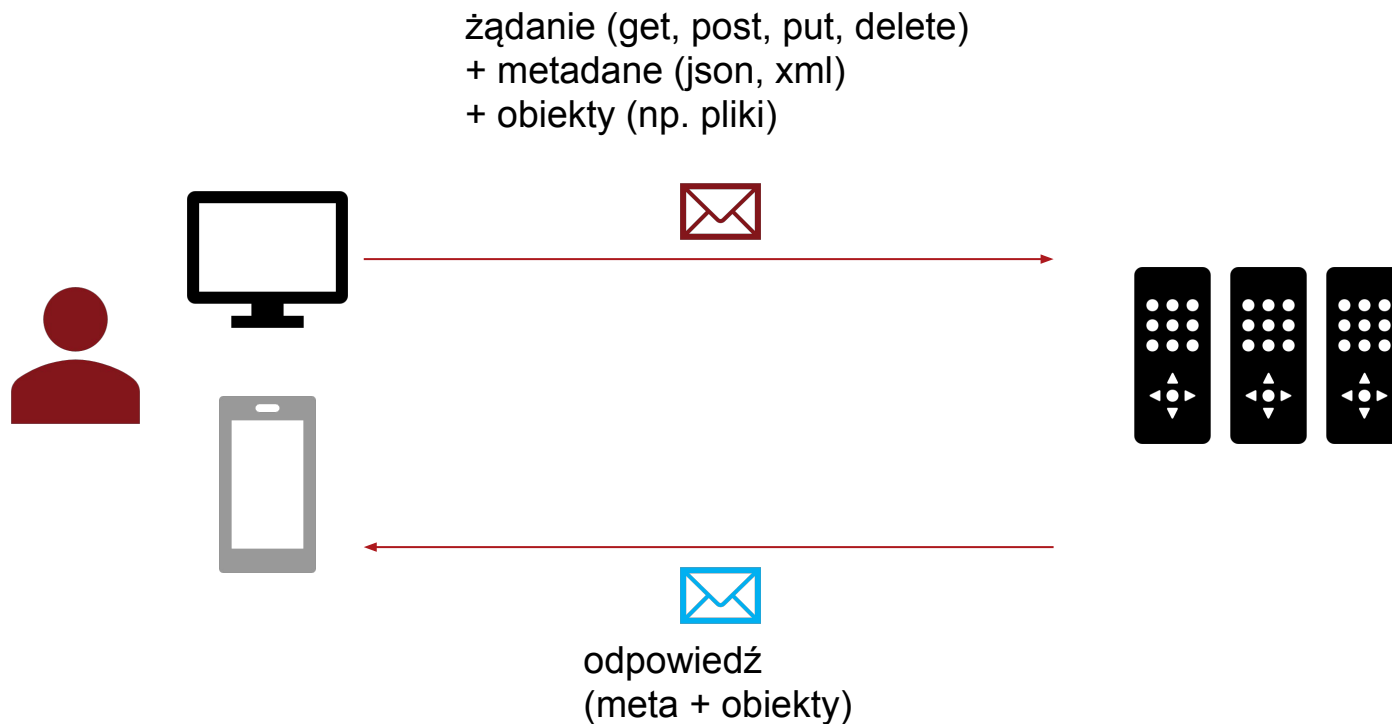 żądanie (get, post, put, delete)
+ metadane (json, xml)
+ obiekty (np. pliki)
odpowiedź
(meta + obiekty)